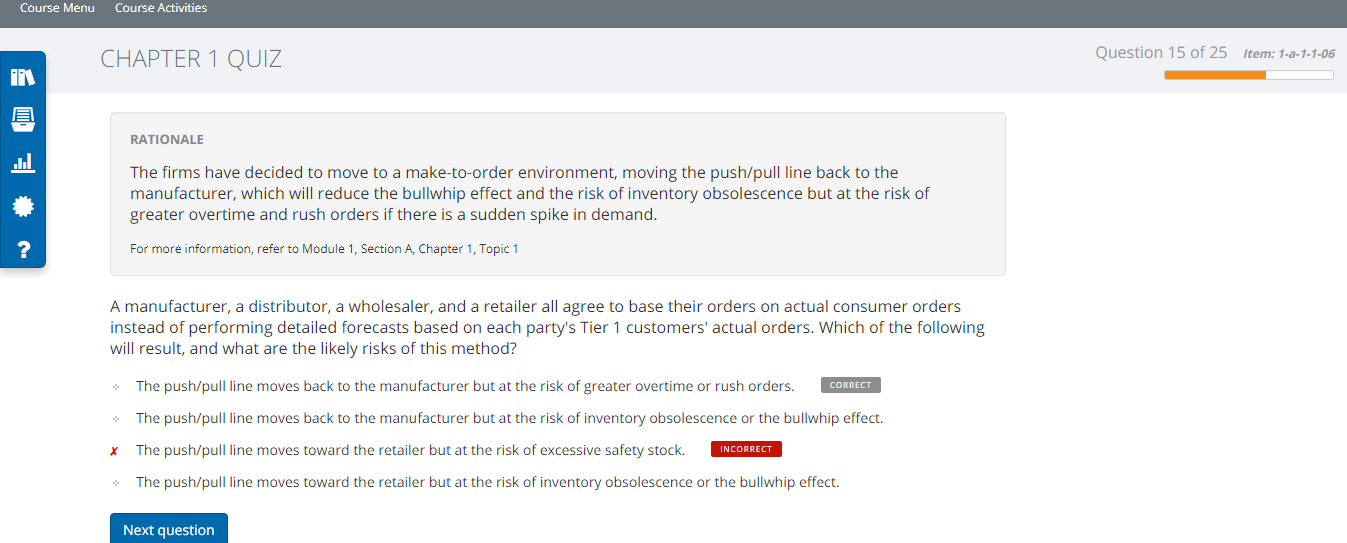 Course Menu Course Activities
CHAPTER 1 QUIZ
Question 15 of 25 Item: 1-a-1-1-06
?
RATIONALE
The firms have decided to move to a make-to-order environment, moving the push/pull line back to the
manufacturer, which will reduce the bullwhip effect and the risk of inventory obsolescence but at the risk of
greater overtime and rush orders if there is a sudden spike in demand.
For more information, refer to Module 1, Section A, Chapter 1, Topic 1
A manufacturer, a distributor, a wholesaler, and a retailer all agree to base their orders on actual consumer orders
instead of performing detailed forecasts based on each party's Tier 1 customers' actual orders. Which of the following
will result, and what are the likely risks of this method?
The push/pull line moves back to the manufacturer but at the risk of greater overtime or rush orders. CORRECT
The push/pull line moves back to the manufacturer but at the risk of inventory obsolescence or the bullwhip effect.
✗ The push/pull line moves toward the retailer but at the risk of excessive safety stock. INCORRECT
The push/pull line moves toward the retailer but at the risk of inventory obsolescence or the bullwhip effect.
Next question